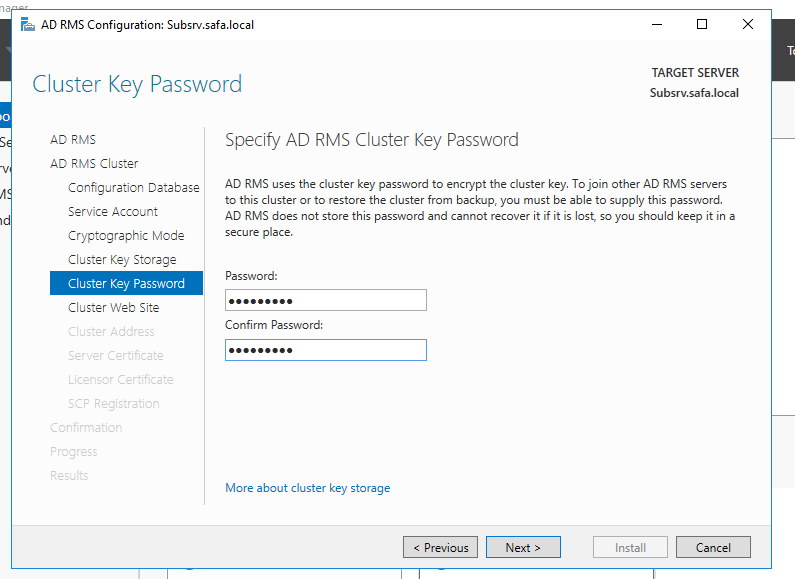 AD RMS Configuration: Subsrv.safa.local
Cluster Key Password
TARGET SERVER
Subsrv.safa.local
AD RMS
AD RMS Cluster
Configuration Database
Service Account
Cryptographic Mode
Cluster Key Storage
Cluster Key Password
Cluster Web Site
Cluster Address
Server Certificate
Licensor Certificate
SCP Registration
Confirmation
Progress
Results
Specify AD RMS Cluster Key Password
AD RMS uses the cluster key password to encrypt the cluster key. To join other AD RMS servers
to this cluster or to restore the cluster from backup, you must be able to supply this password.
AD RMS does not store this password and cannot recover it if it is lost, so you should keep it in a
secure place.
Password:
●●●●●●●●●
Confirm Password:
●●●●●●●●●
More about cluster key storage
< Previous
Next >
Install
Cancel